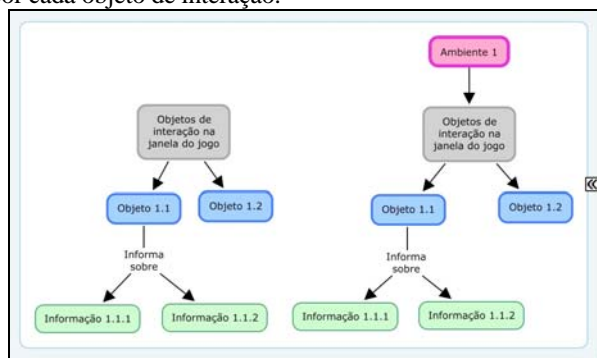 or cada objeto de interação.
Ambiente 1
Objetos de
interação na
janela do jogo
Objetos de
interação na
janela do jogo
Objeto 1.1
Objeto 1.2
Objeto 1.1
Objeto 1.2
Informa
sobre
Informa
sobre
Informação 1.1.1
Informação 1.1.2
Informação 1.1.1
Informação 1.1.2